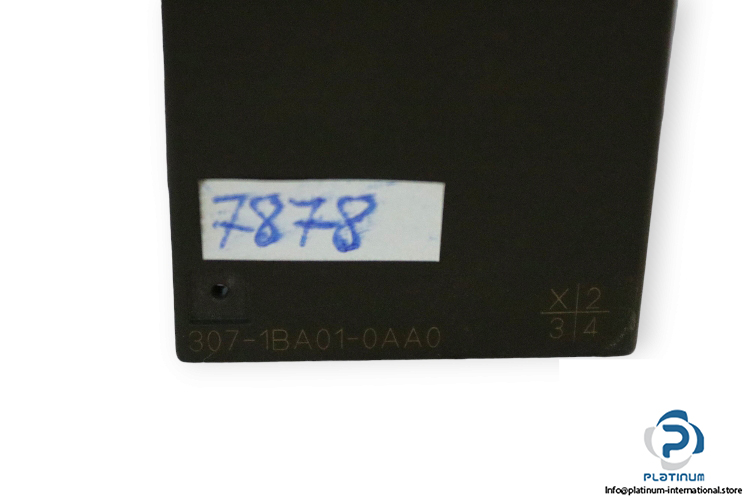 7878
307-1BA01-0AA0
X 2
3 4
PLATINUM
Info@platinum-international.store